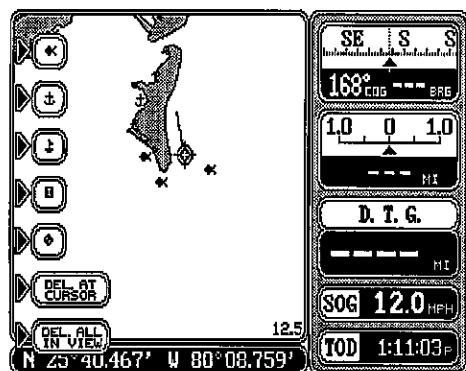 DEL. AT
CURSOR
DEL. ALL
IN VIEW
12.5
N 25°40.467' W 80°08.759'
SE S S
168° COG --- BRG
1.0 0 1.0
--- MI
D. T. G.
---- MI
SOG 12.0 MPH
TOD 1:11:03P